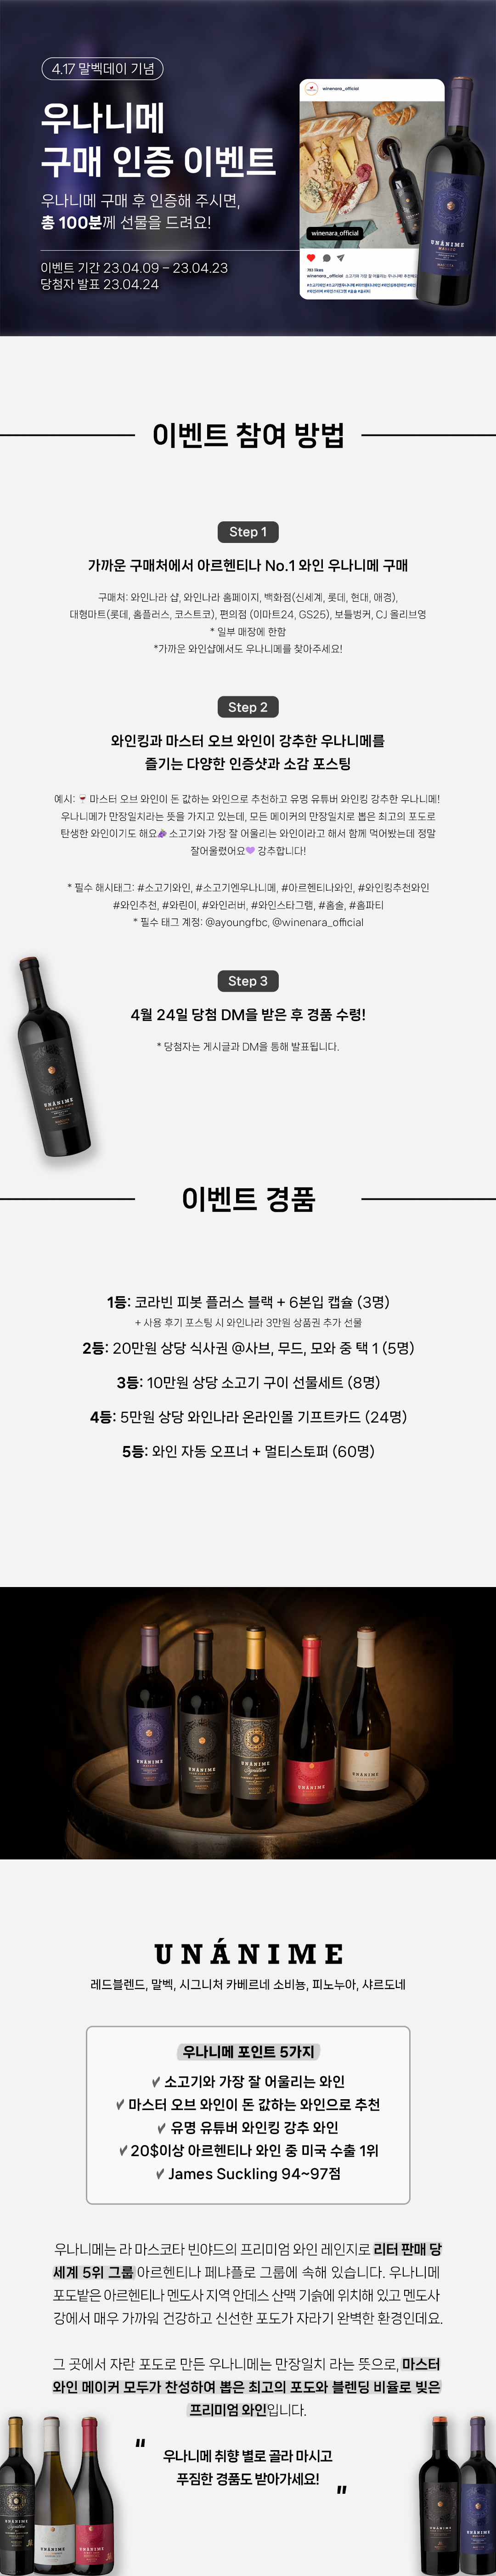 4.17 말벡데이 기념
우나니메
구매 인증 이벤트
우나니메 구매 후 인증해 주시면,
총 100분께 선물을 드려요!
이벤트 기간 23.04.09 – 23.04.23
당첨자 발표 23.04.24
winenara_official
winenara_official
UNÁNIME
MALBEC
이벤트 참여 방법
Step 1
가까운 구매처에서 아르헨티나 No.1 와인 우나니메 구매
구매처: 와인나라 샵, 와인나라 홈페이지, 백화점(신세계, 롯데, 현대, 애경),
대형마트(롯데, 홈플러스, 코스트코), 편의점 (이마트24, GS25), 보틀벙커, CJ 올리브영
* 일부 매장에 한함
*가까운 와인샵에서도 우나니메를 찾아주세요!
Step 2
와인킹과 마스터 오브 와인이 강추한 우나니메를
즐기는 다양한 인증샷과 소감 포스팅
예시: 🍷 마스터 오브 와인이 돈 값하는 와인으로 추천하고 유명 유튜버 와인킹 강추한 우나니메!
우나니메가 만장일치라는 뜻을 가지고 있는데, 모든 메이커의 만장일치로 뽑은 최고의 포도로
탄생한 와인이기도 해요🍇 소고기와 가장 잘 어울리는 와인이라고 해서 함께 먹어봤는데 정말
잘어울렸어요💜 강추합니다!
* 필수 해시태그: #소고기와인, #소고기엔우나니메, #아르헨티나와인, #와인킹추천와인
#와인추천, #와린이, #와인러버, #와인스타그램, #홈술, #홈파티
* 필수 태그 계정: @ayoungfbc, @winenara_official
Step 3
4월 24일 당첨 DM을 받은 후 경품 수령!
* 당첨자는 게시글과 DM을 통해 발표됩니다.
UNÁNIME
이벤트 경품
1등: 코라빈 피봇 플러스 블랙 + 6본입 캡슐 (3명)
+ 사용 후기 포스팅 시 와인나라 3만원 상품권 추가 선물
2등: 20만원 상당 식사권 @사브, 무드, 모와 중 택 1 (5명)
3등: 10만원 상당 소고기 구이 선물세트 (8명)
4등: 5만원 상당 와인나라 온라인몰 기프트카드 (24명)
5등: 와인 자동 오프너 + 멀티스토퍼 (60명)
UNÁNIME
UNÁNIME
UNÁNIME
Signature
UNÁNIME
UNÁNIME
UNÁNIME
레드블렌드, 말벡, 시그니처 카베르네 소비뇽, 피노누아, 샤르도네
우나니메 포인트 5가지
✓ 소고기와 가장 잘 어울리는 와인
✓ 마스터 오브 와인이 돈 값하는 와인으로 추천
✓ 유명 유튜버 와인킹 강추 와인
✓ 20$이상 아르헨티나 와인 중 미국 수출 1위
✓ James Suckling 94~97점
우나니메는 라 마스코타 빈야드의 프리미엄 와인 레인지로 리터 판매 당
세계 5위 그룹 아르헨티나 페냐플로 그룹에 속해 있습니다. 우나니메
포도밭은 아르헨티나 멘도사 지역 안데스 산맥 기슭에 위치해 있고 멘도사
강에서 매우 가까워 건강하고 신선한 포도가 자라기 완벽한 환경인데요.
그 곳에서 자란 포도로 만든 우나니메는 만장일치 라는 뜻으로, 마스터
와인 메이커 모두가 찬성하여 뽑은 최고의 포도와 블렌딩 비율로 빚은
프리미엄 와인입니다.
"
우나니메 취향 별로 골라 마시고
푸짐한 경품도 받아가세요!
"
UNÁNIME
Signature
UNÁNIME
UNÁNIME
UNÁNIME
UNÁNIME